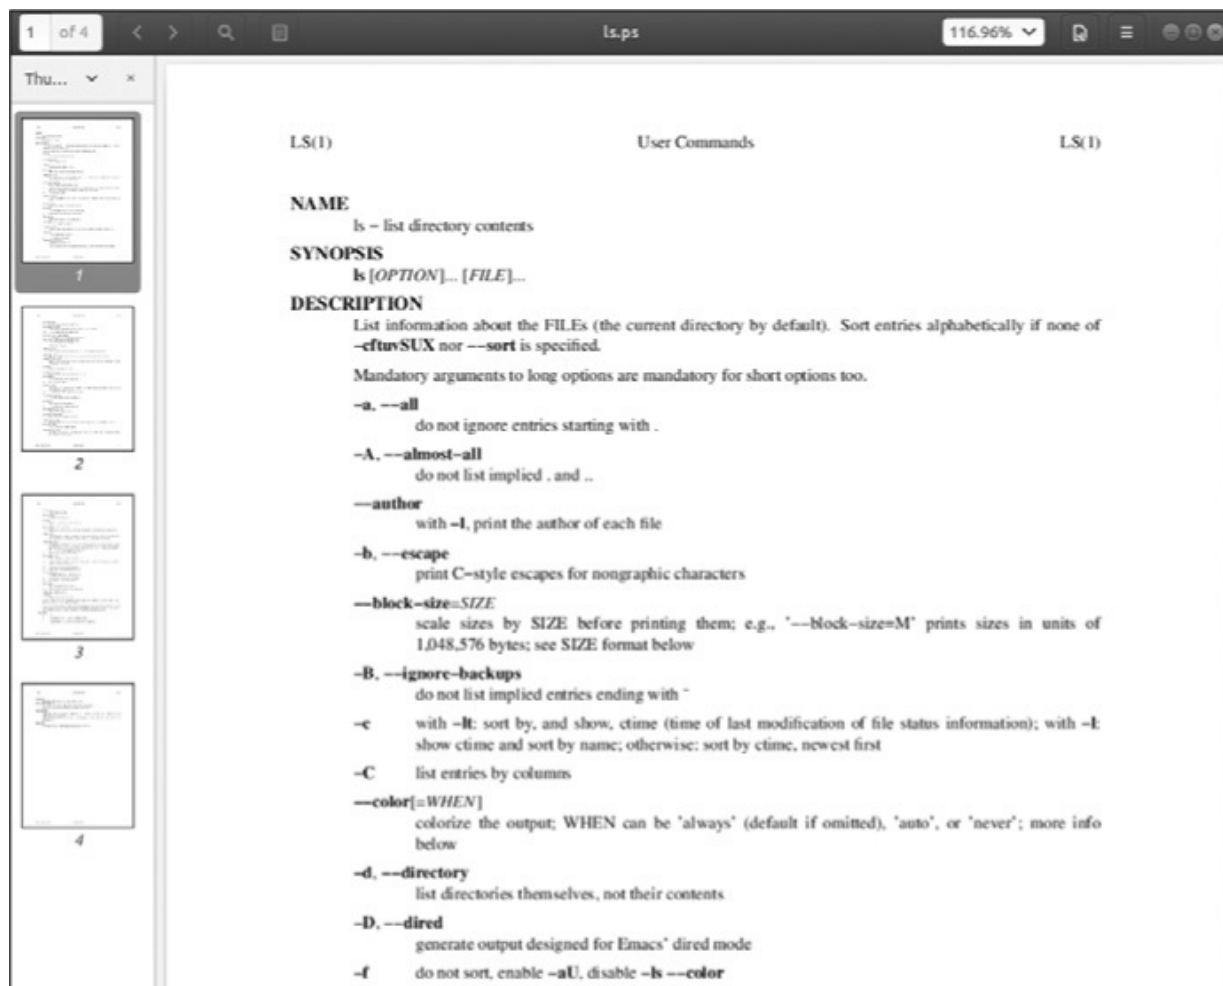 1 of 4
ls.ps
116.96%
Thu...
1
2
3
4
LS(1) User Commands LS(1)
NAME
ls − list directory contents
SYNOPSIS
ls [OPTION]... [FILE]...
DESCRIPTION
List information about the FILEs (the current directory by default). Sort entries alphabetically if none of
−cftuvSUX nor −−sort is specified.
Mandatory arguments to long options are mandatory for short options too.
−a, −−all
do not ignore entries starting with .
−A, −−almost−all
do not list implied . and ..
−−author
with −l, print the author of each file
−b, −−escape
print C−style escapes for nongraphic characters
−−block−size=SIZE
scale sizes by SIZE before printing them; e.g., '−−block−size=M' prints sizes in units of
1,048,576 bytes; see SIZE format below
−B, −−ignore−backups
do not list implied entries ending with ~
−c with −lt: sort by, and show, ctime (time of last modification of file status information); with −l:
show ctime and sort by name; otherwise: sort by ctime, newest first
−C list entries by columns
−−color[=WHEN]
colorize the output; WHEN can be 'always' (default if omitted), 'auto', or 'never'; more info
below
−d, −−directory
list directories themselves, not their contents
−D, −−dired
generate output designed for Emacs' dired mode
−f do not sort, enable −aU, disable −ls −−color